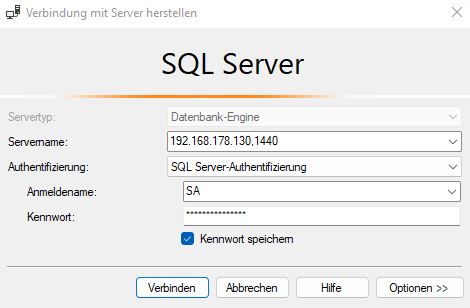 Verbindung mit Server herstellen
SQL Server
Servertyp: Datenbank-Engine
Servername: 192.168.178.130,1440
Authentifizierung: SQL Server-Authentifizierung
Anmeldename: SA
Kennwort: ***************
Kennwort speichern
Verbinden Abbrechen Hilfe Optionen >>